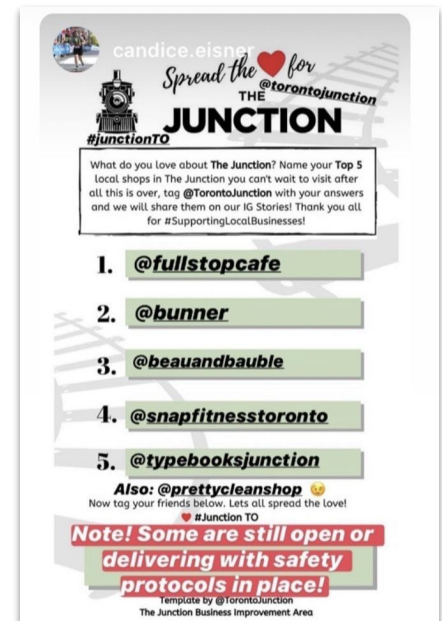 candice.eisner
Spread the ❤️ for
@torontojunction
THE
JUNCTION
#junctionTO
What do you love about The Junction? Name your Top 5
local shops in The Junction you can't wait to visit after
all this is over, tag @TorontoJunction with your answers
and we will share them on our IG Stories! Thank you all
for #SupportingLocalBusinesses!
1. @fullstopcafe
2. @bunner
3. @beauandbauble
4. @snapfitnesstoronto
5. @typebooksjunction
Also: @prettycleanshop 😉
Now tag your friends below. Lets all spread the love!
❤️ #Junction TO
Note! Some are still open or
delivering with safety
protocols in place!
Template by @TorontoJunction
The Junction Business Improvement Area